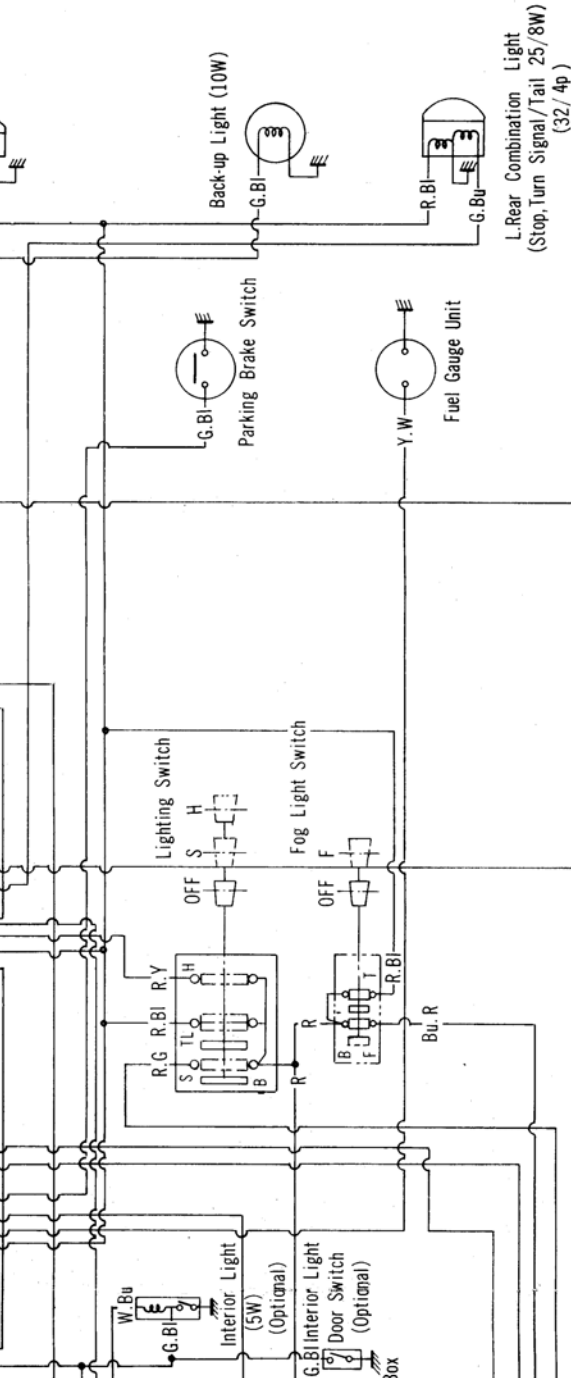 Back-up Light (10W)
G.Bl
L.Rear Combination Light
(Stop,Turn Signal/Tail 25/8W)
(32/4p)
R.Bl
G.Bu
G.Bl
Parking Brake Switch
Y.W
Fuel Gauge Unit
Lighting Switch
OFF
S
H
R.Y
R.Bl
R.G
H
TL
S
B
R
Fog Light Switch
OFF
F
R
T
B
F
R.Bl
Bu.R
W.Bu
G.Bl
Interior Light
(5W)
(Optional)
G.Bl
Interior Light
Door Switch
(Optional)
Box